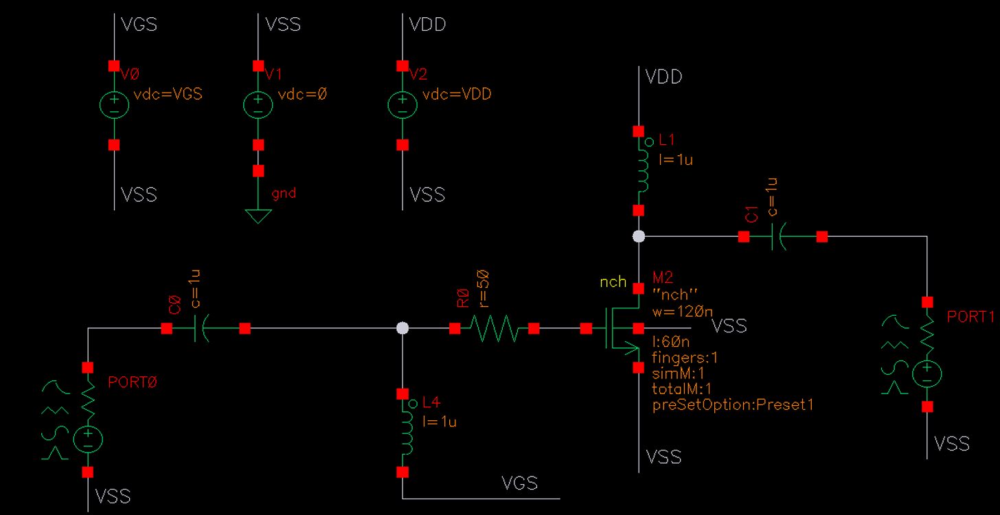 VGS
V0
vdc=VGS
VSS
VSS
V1
vdc=0
gnd
VDD
V2
vdc=VDD
VSS
VDD
L1
l=1u
C1
c=1u
C0
c=1u
R0
r=50
nch
M2
"nch"
w=120n
VSS
l:60n
fingers:1
simM:1
totalM:1
preSetOption:Preset1
VSS
PORT0
VSS
L4
l=1u
VGS
PORT1
VSS